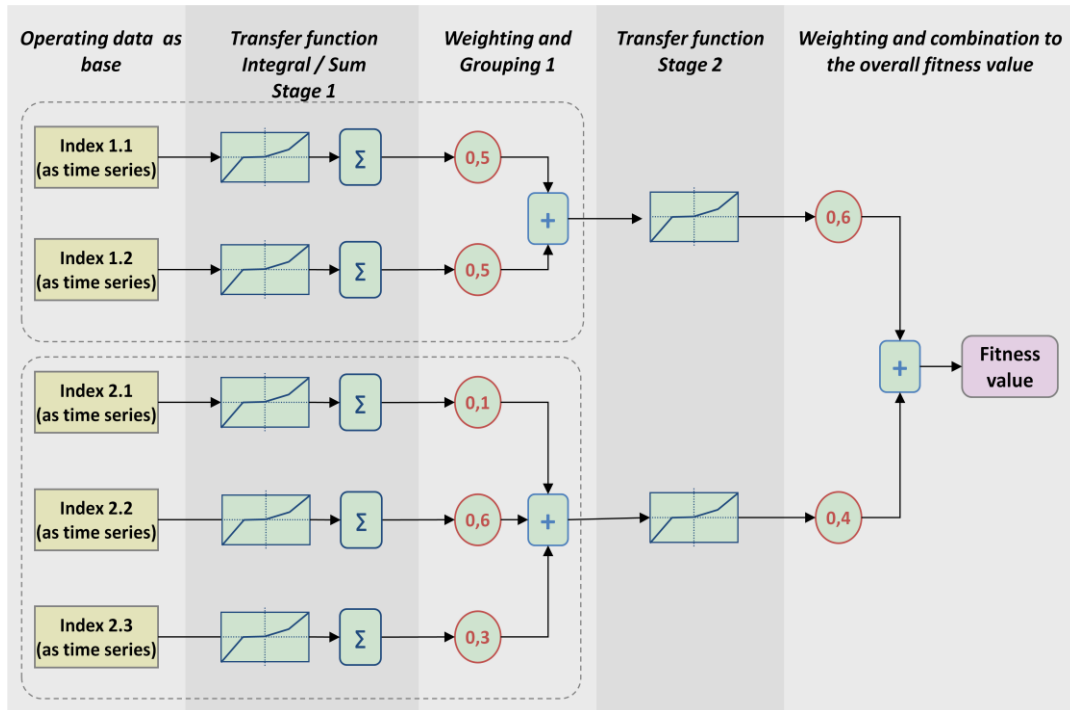 Operating data as
base
Transfer function
Integral / Sum
Stage 1
Weighting and
Grouping 1
Transfer function
Stage 2
Weighting and combination to
the overall fitness value
Index 1.1
(as time series)
Σ
0,5
Index 1.2
(as time series)
Σ
0,5
+
0,6
Index 2.1
(as time series)
Σ
0,1
Index 2.2
(as time series)
Σ
0,6
+
Index 2.3
(as time series)
Σ
0,3
0,4
+
Fitness
value